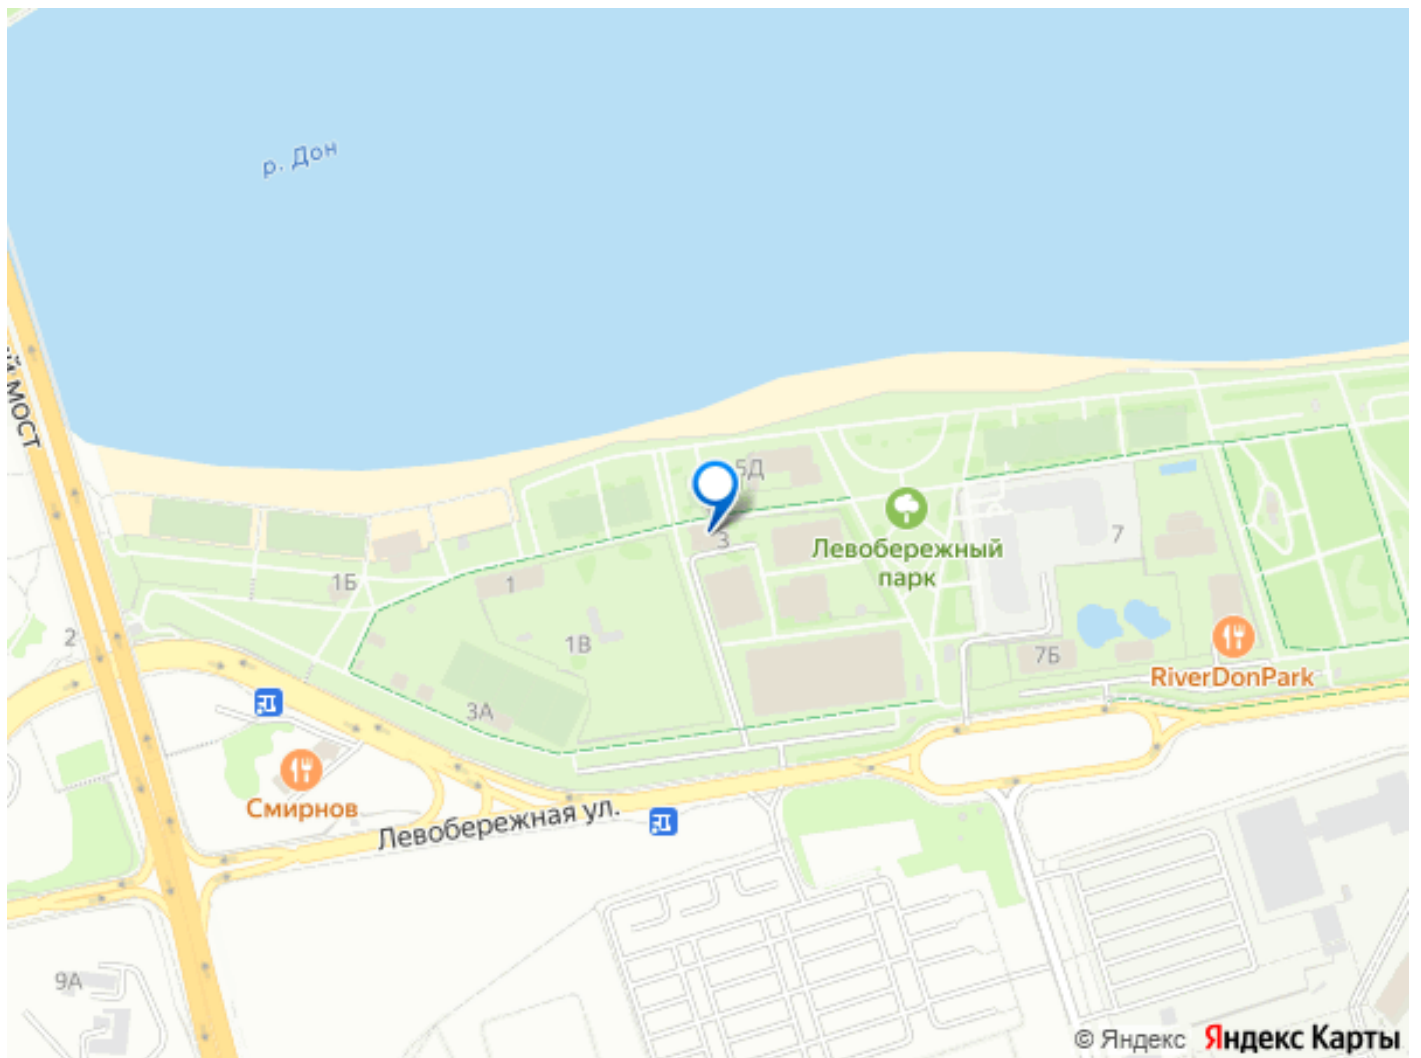 р. Дон
й мост
5Д
3
Левобережный
парк
7
1Б
1
1В
2
7Б
RiverDonPark
3А
Смирнов
Левобережная ул.
9А
© Яндекс Яндекс Карты